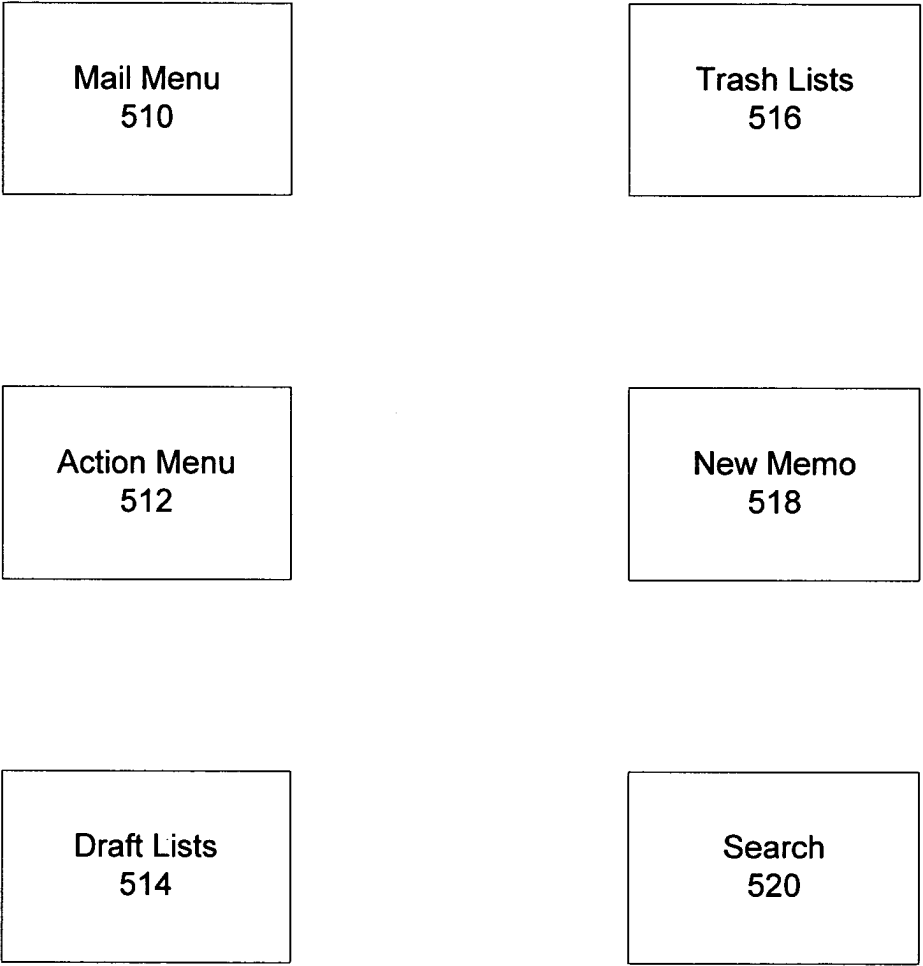 Mail Menu
510
Action Menu
512
Draft Lists
514
Trash Lists
516
New Memo
518
Search
520